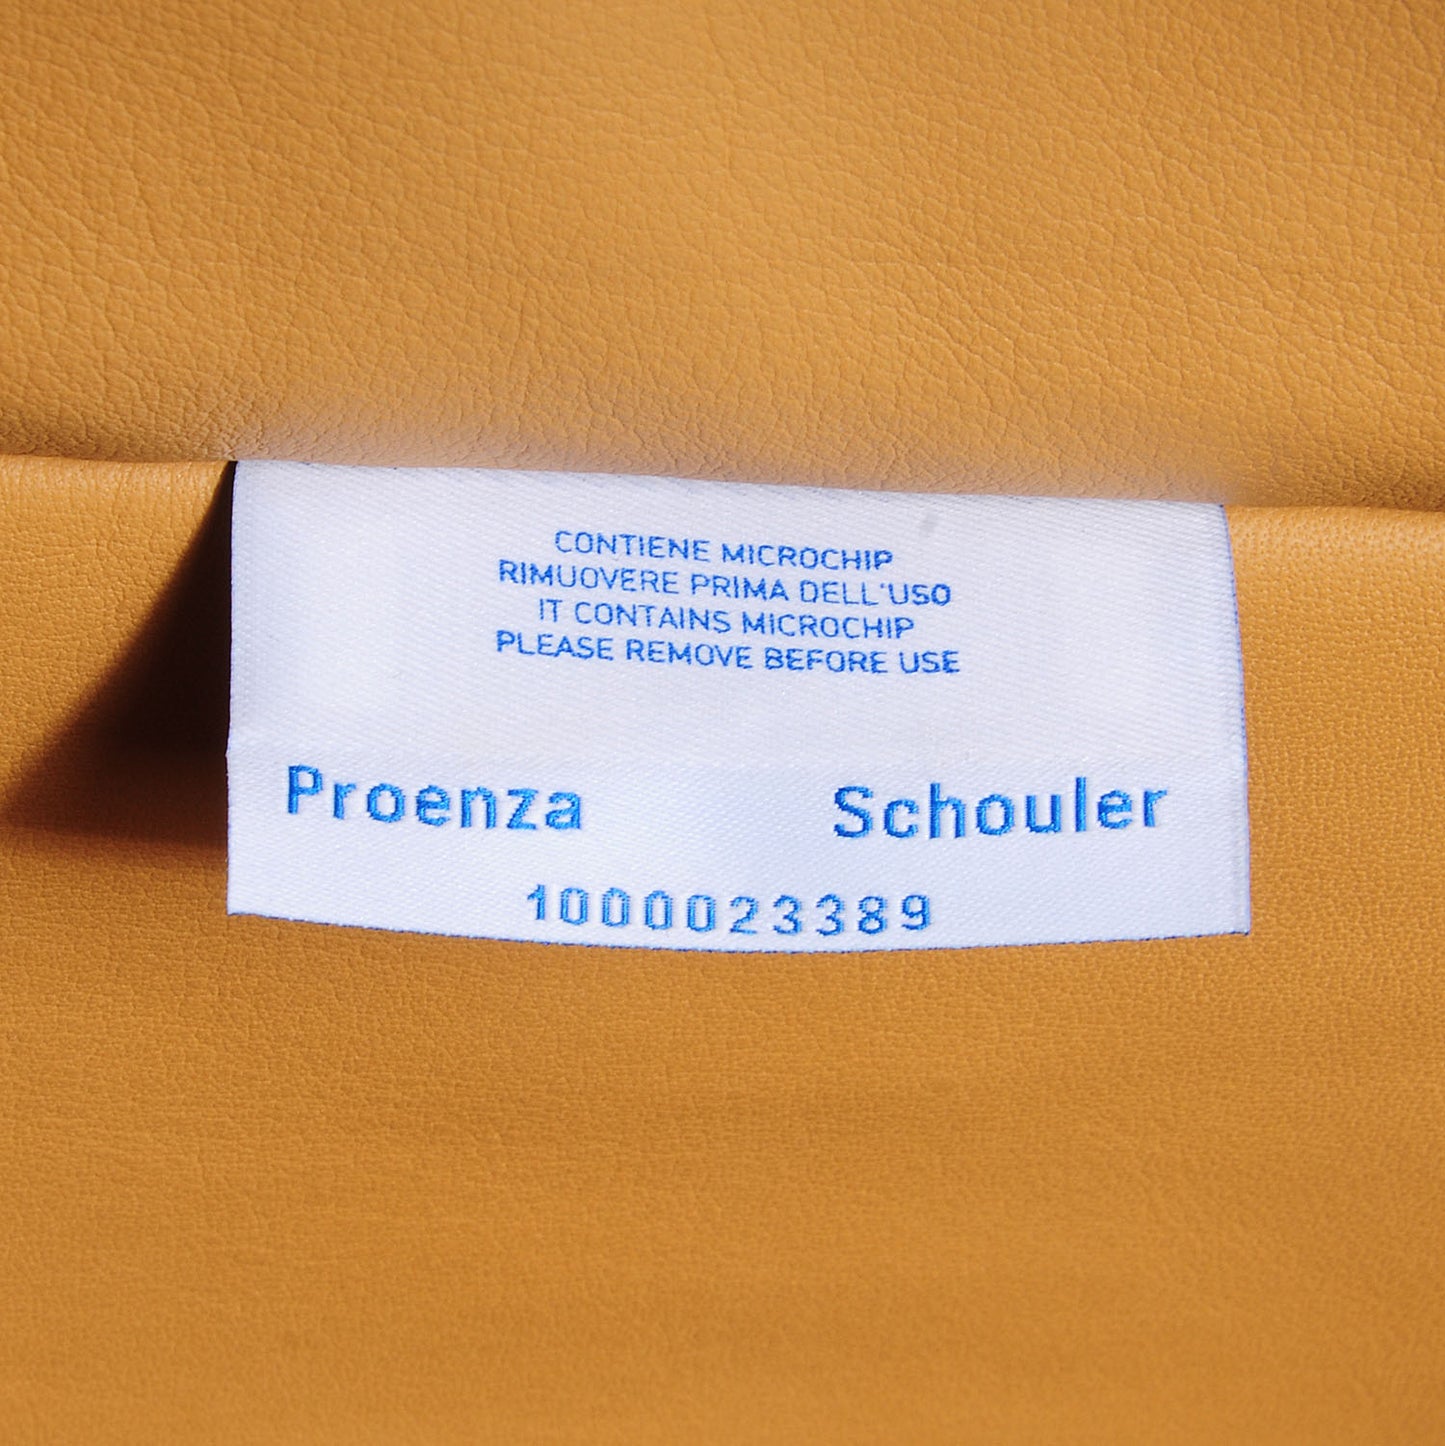 CONTIENE MICROCHIP
RIMUOVERE PRIMA DELL'USO
IT CONTAINS MICROCHIP
PLEASE REMOVE BEFORE USE
Proenza Schouler
1000023389